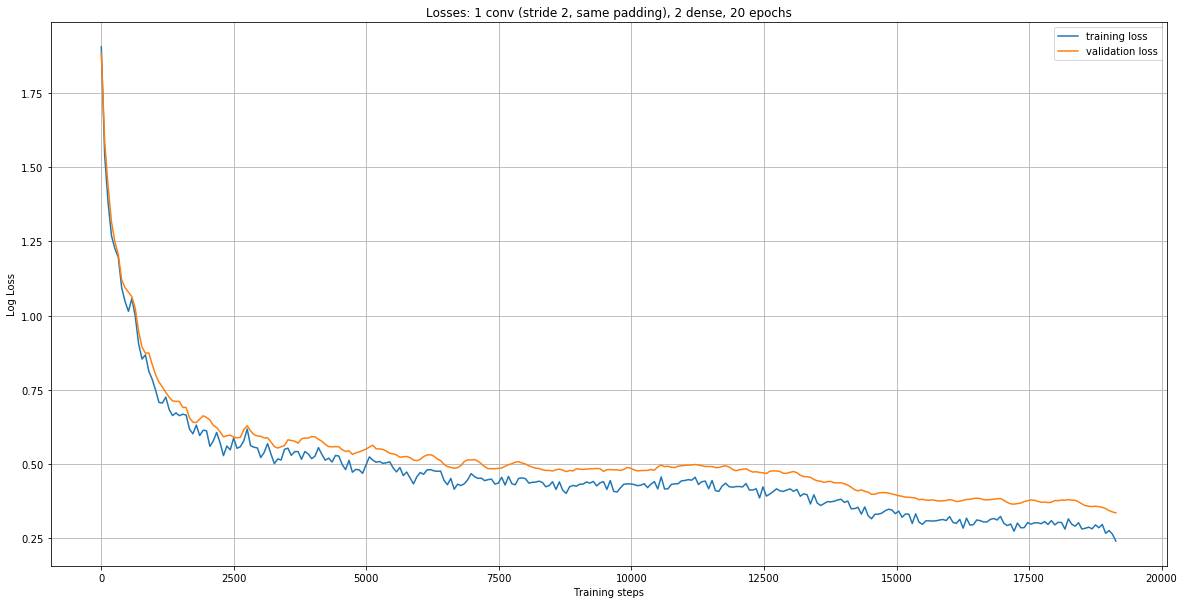 Losses: 1 conv (stride 2, same padding), 2 dense, 20 epochs
training loss
validation loss
1.75
1.50
1.25
1.00
0.75
0.50
0.25
Log Loss
0 2500 5000 7500 10000 12500 15000 17500 20000
Training steps